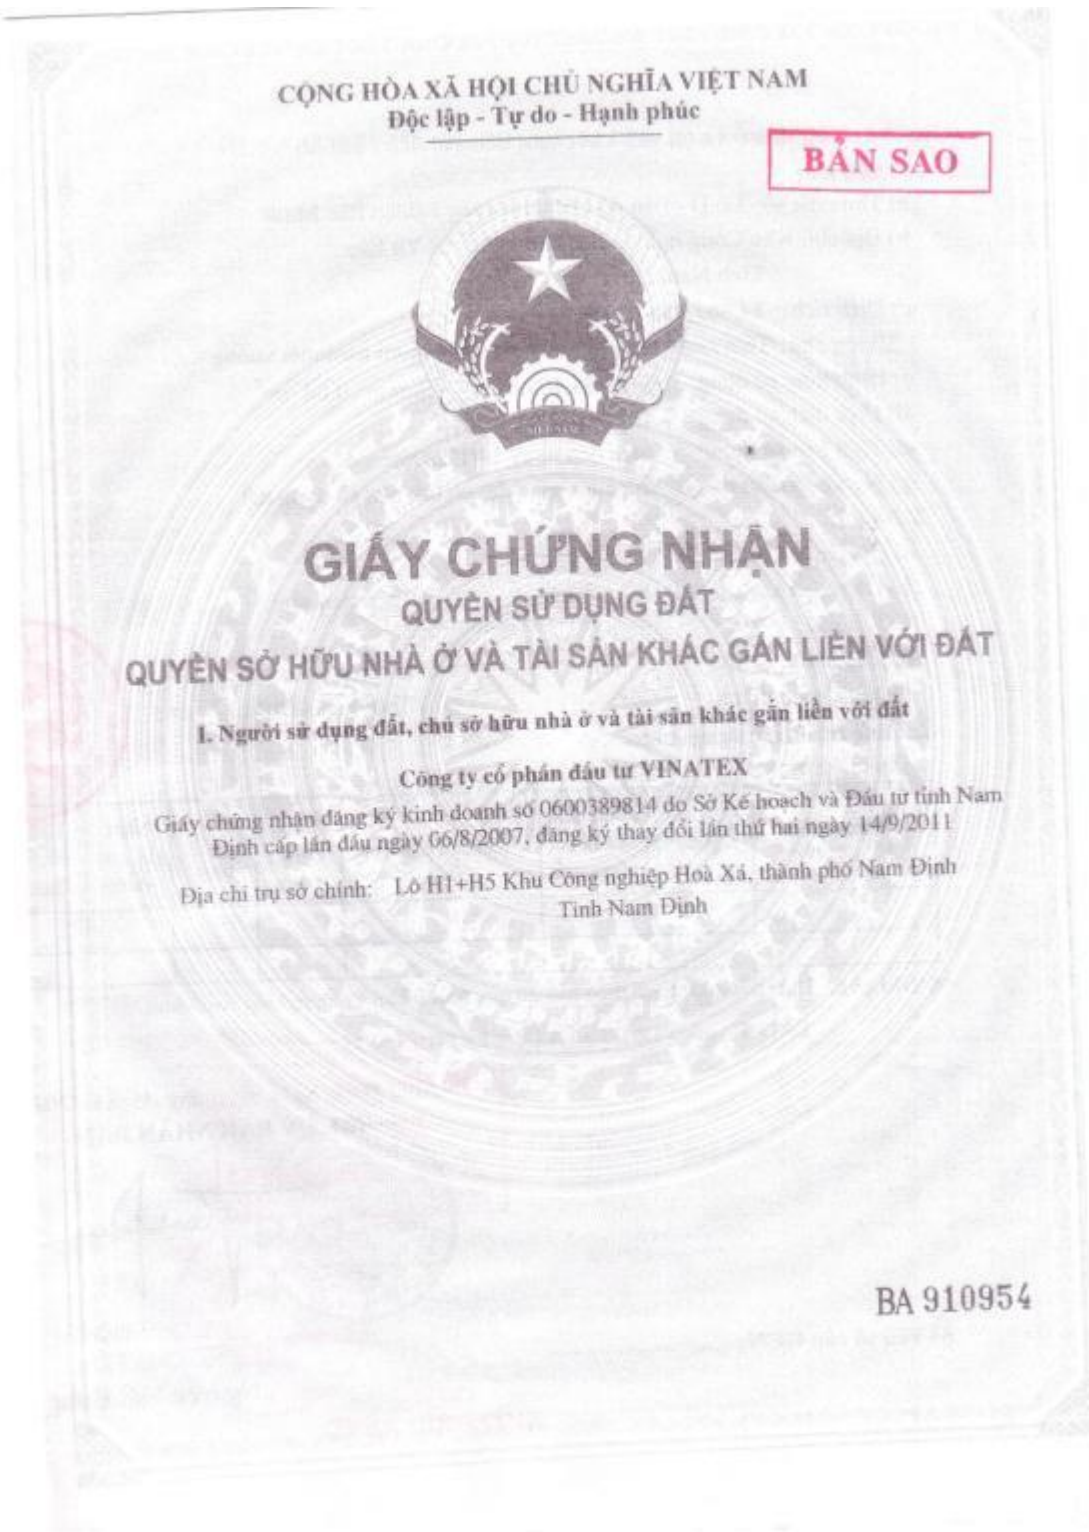 CỘNG HÒA XÃ HỘI CHỦ NGHĨA VIỆT NAM
Độc lập - Tự do - Hạnh phúc
BẢN SAO
VIỆT NAM
GIẤY CHỨNG NHẬN
QUYỀN SỬ DỤNG ĐẤT
QUYỀN SỞ HỮU NHÀ Ở VÀ TÀI SẢN KHÁC GẮN LIỀN VỚI ĐẤT
I. Người sử dụng đất, chủ sở hữu nhà ở và tài sản khác gắn liền với đất
Công ty cổ phần đầu tư VINATEX
Giấy chứng nhận đăng ký kinh doanh số 0600389814 do Sở Kế hoạch và Đầu tư tỉnh Nam
Định cấp lần đầu ngày 06/8/2007, đăng ký thay đổi lần thứ hai ngày 14/9/2011
Địa chỉ trụ sở chính: Lô H1+H5 Khu Công nghiệp Hoà Xá, thành phố Nam Định
Tỉnh Nam Định
BA 910954